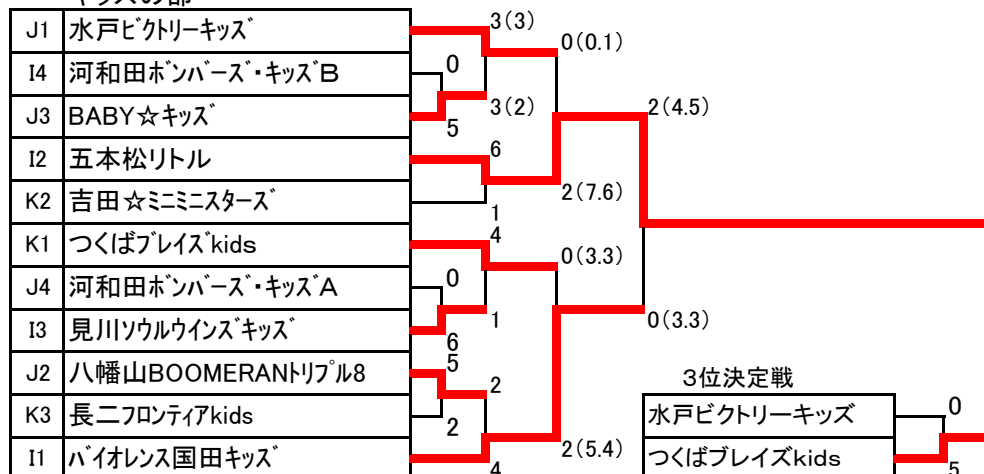 キッズの部
J1 水戸ビクトリーキッズ
I4 河和田ボンバーズ・キッズB
J3 BABY☆キッズ
I2 五本松リトル
K2 吉田☆ミニミニスターズ
K1 つくばブレイズkids
J4 河和田ボンバーズ・キッズA
I3 見川ソウルウインズキッズ
J2 八幡山BOOMERANトリプル8
K3 長二フロンティアkids
I1 バイオレンス国田キッズ
3(3)
0
3(2)
5
6
1
4
0
1
6
5
2
2
4
0(0.1)
2(7.6)
0(3.3)
2(5.4)
2(4.5)
0(3.3)
3位決定戦
水戸ビクトリーキッズ
0
つくばブレイズkids
5